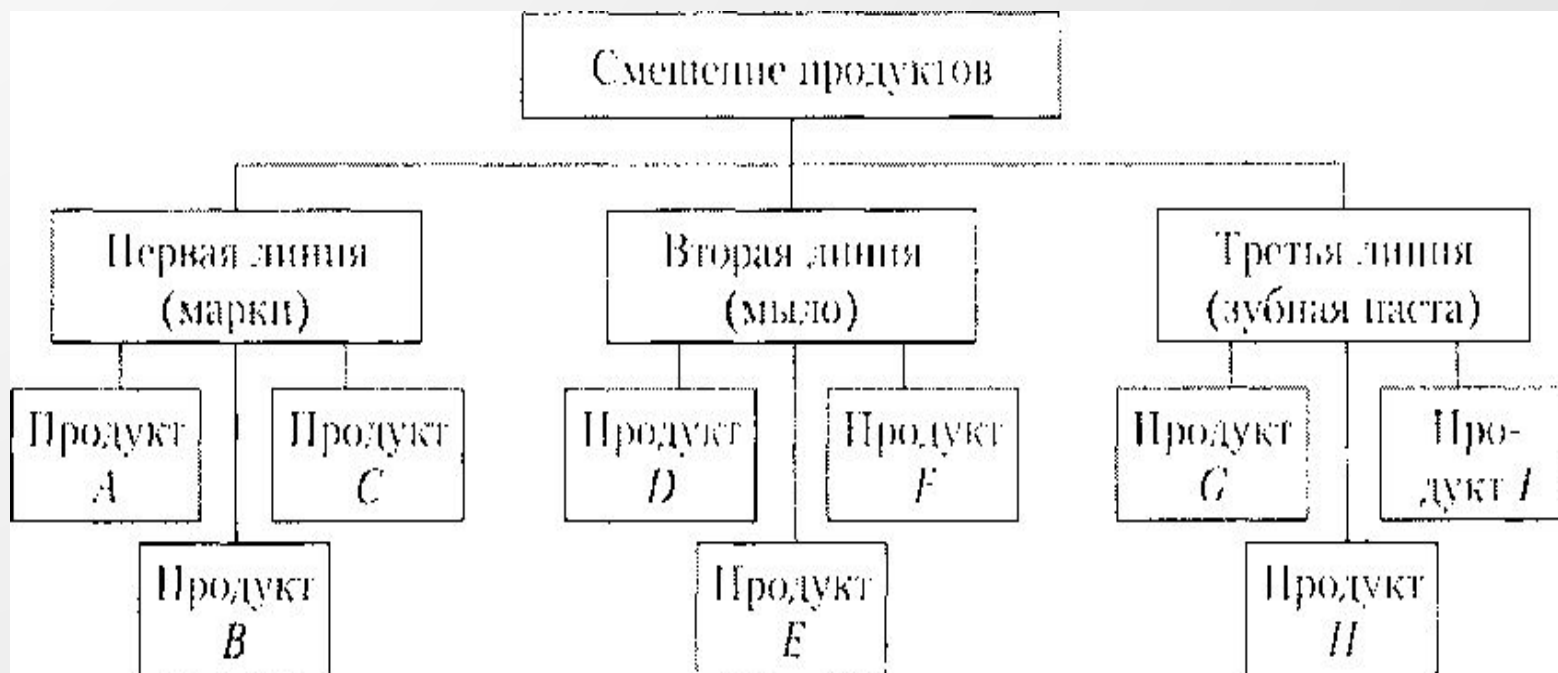 Смешение продуктов
Первая линия
(марки)
Вторая линия
(мыло)
Третья линия
(зубная паста)
Продукт
A
Продукт
C
Продукт
D
Продукт
F
Продукт
G
Про-
дукт I
Продукт
B
Продукт
E
Продукт
H